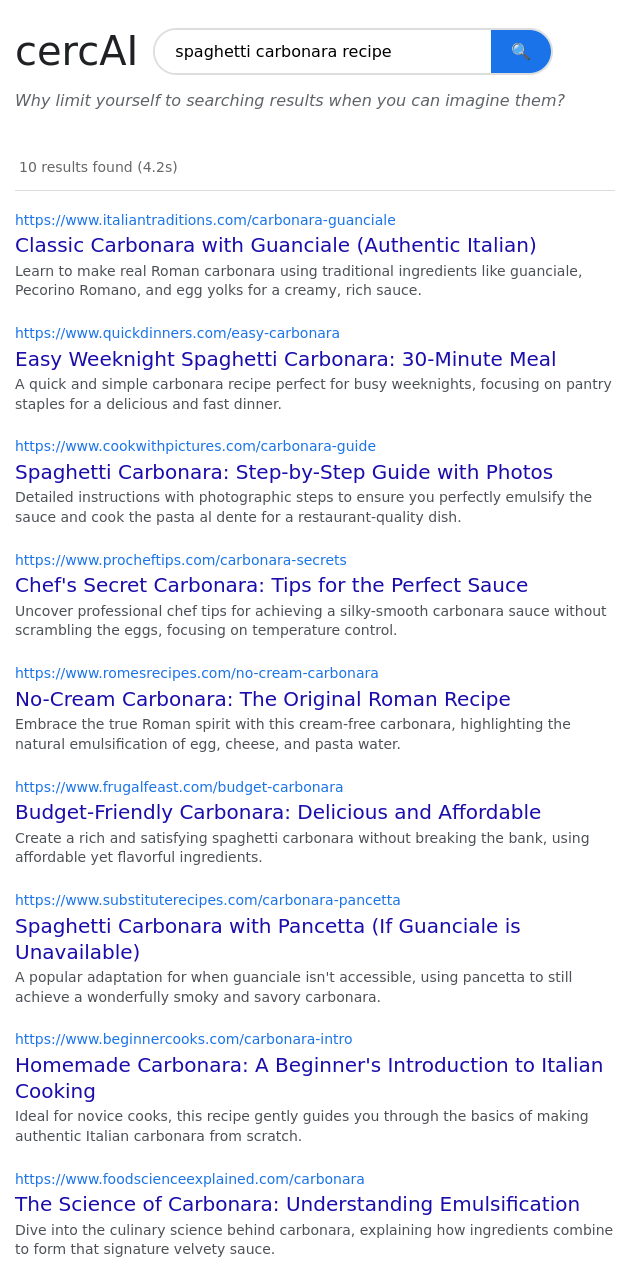 cercAI
spaghetti carbonara recipe
Why limit yourself to searching results when you can imagine them?
10 results found (4.2s)
https://www.italiantraditions.com/carbonara-guanciale
Classic Carbonara with Guanciale (Authentic Italian)
Learn to make real Roman carbonara using traditional ingredients like guanciale,
Pecorino Romano, and egg yolks for a creamy, rich sauce.
https://www.quickdinners.com/easy-carbonara
Easy Weeknight Spaghetti Carbonara: 30-Minute Meal
A quick and simple carbonara recipe perfect for busy weeknights, focusing on pantry
staples for a delicious and fast dinner.
https://www.cookwithpictures.com/carbonara-guide
Spaghetti Carbonara: Step-by-Step Guide with Photos
Detailed instructions with photographic steps to ensure you perfectly emulsify the
sauce and cook the pasta al dente for a restaurant-quality dish.
https://www.procheftips.com/carbonara-secrets
Chef's Secret Carbonara: Tips for the Perfect Sauce
Uncover professional chef tips for achieving a silky-smooth carbonara sauce without
scrambling the eggs, focusing on temperature control.
https://www.romesrecipes.com/no-cream-carbonara
No-Cream Carbonara: The Original Roman Recipe
Embrace the true Roman spirit with this cream-free carbonara, highlighting the
natural emulsification of egg, cheese, and pasta water.
https://www.frugalfeast.com/budget-carbonara
Budget-Friendly Carbonara: Delicious and Affordable
Create a rich and satisfying spaghetti carbonara without breaking the bank, using
affordable yet flavorful ingredients.
https://www.substituterecipes.com/carbonara-pancetta
Spaghetti Carbonara with Pancetta (If Guanciale is
Unavailable)
A popular adaptation for when guanciale isn't accessible, using pancetta to still
achieve a wonderfully smoky and savory carbonara.
https://www.beginnercooks.com/carbonara-intro
Homemade Carbonara: A Beginner's Introduction to Italian
Cooking
Ideal for novice cooks, this recipe gently guides you through the basics of making
authentic Italian carbonara from scratch.
https://www.foodscienceexplained.com/carbonara
The Science of Carbonara: Understanding Emulsification
Dive into the culinary science behind carbonara, explaining how ingredients combine
to form that signature velvety sauce.